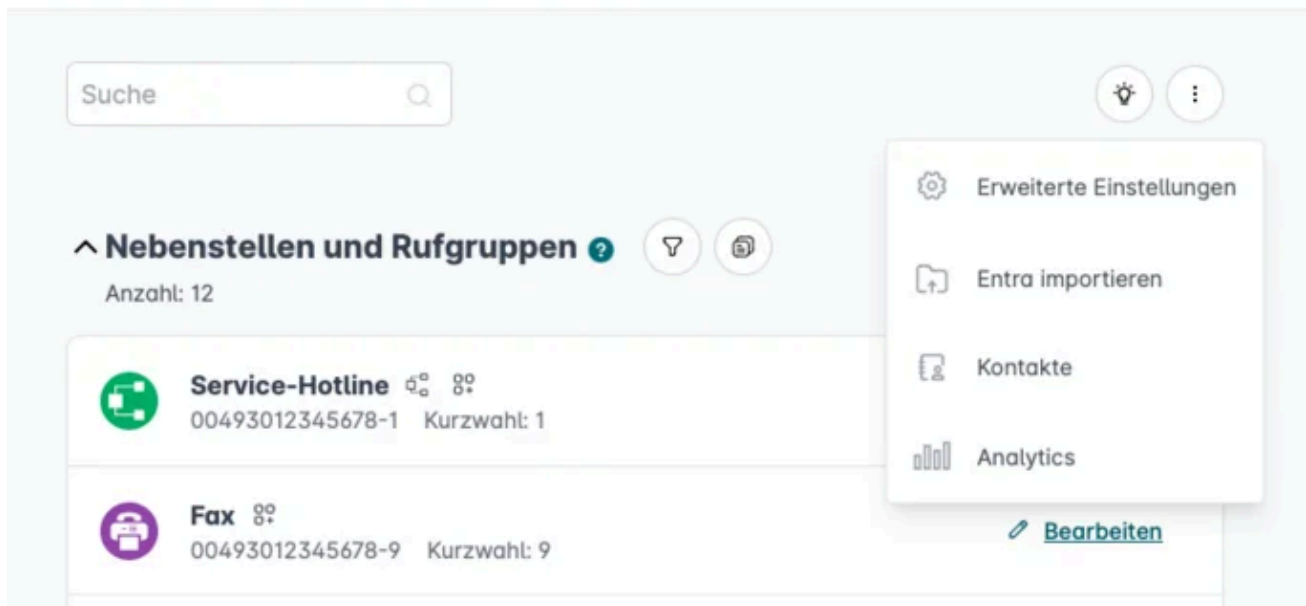 Suche
Erweiterte Einstellungen
Nebenstellen und Rufgruppen ?
Entra importieren
Anzahl: 12
Kontakte
Service-Hotline
00493012345678-1 Kurzwahl: 1
Analytics
Fax
00493012345678-9 Kurzwahl: 9
Bearbeiten